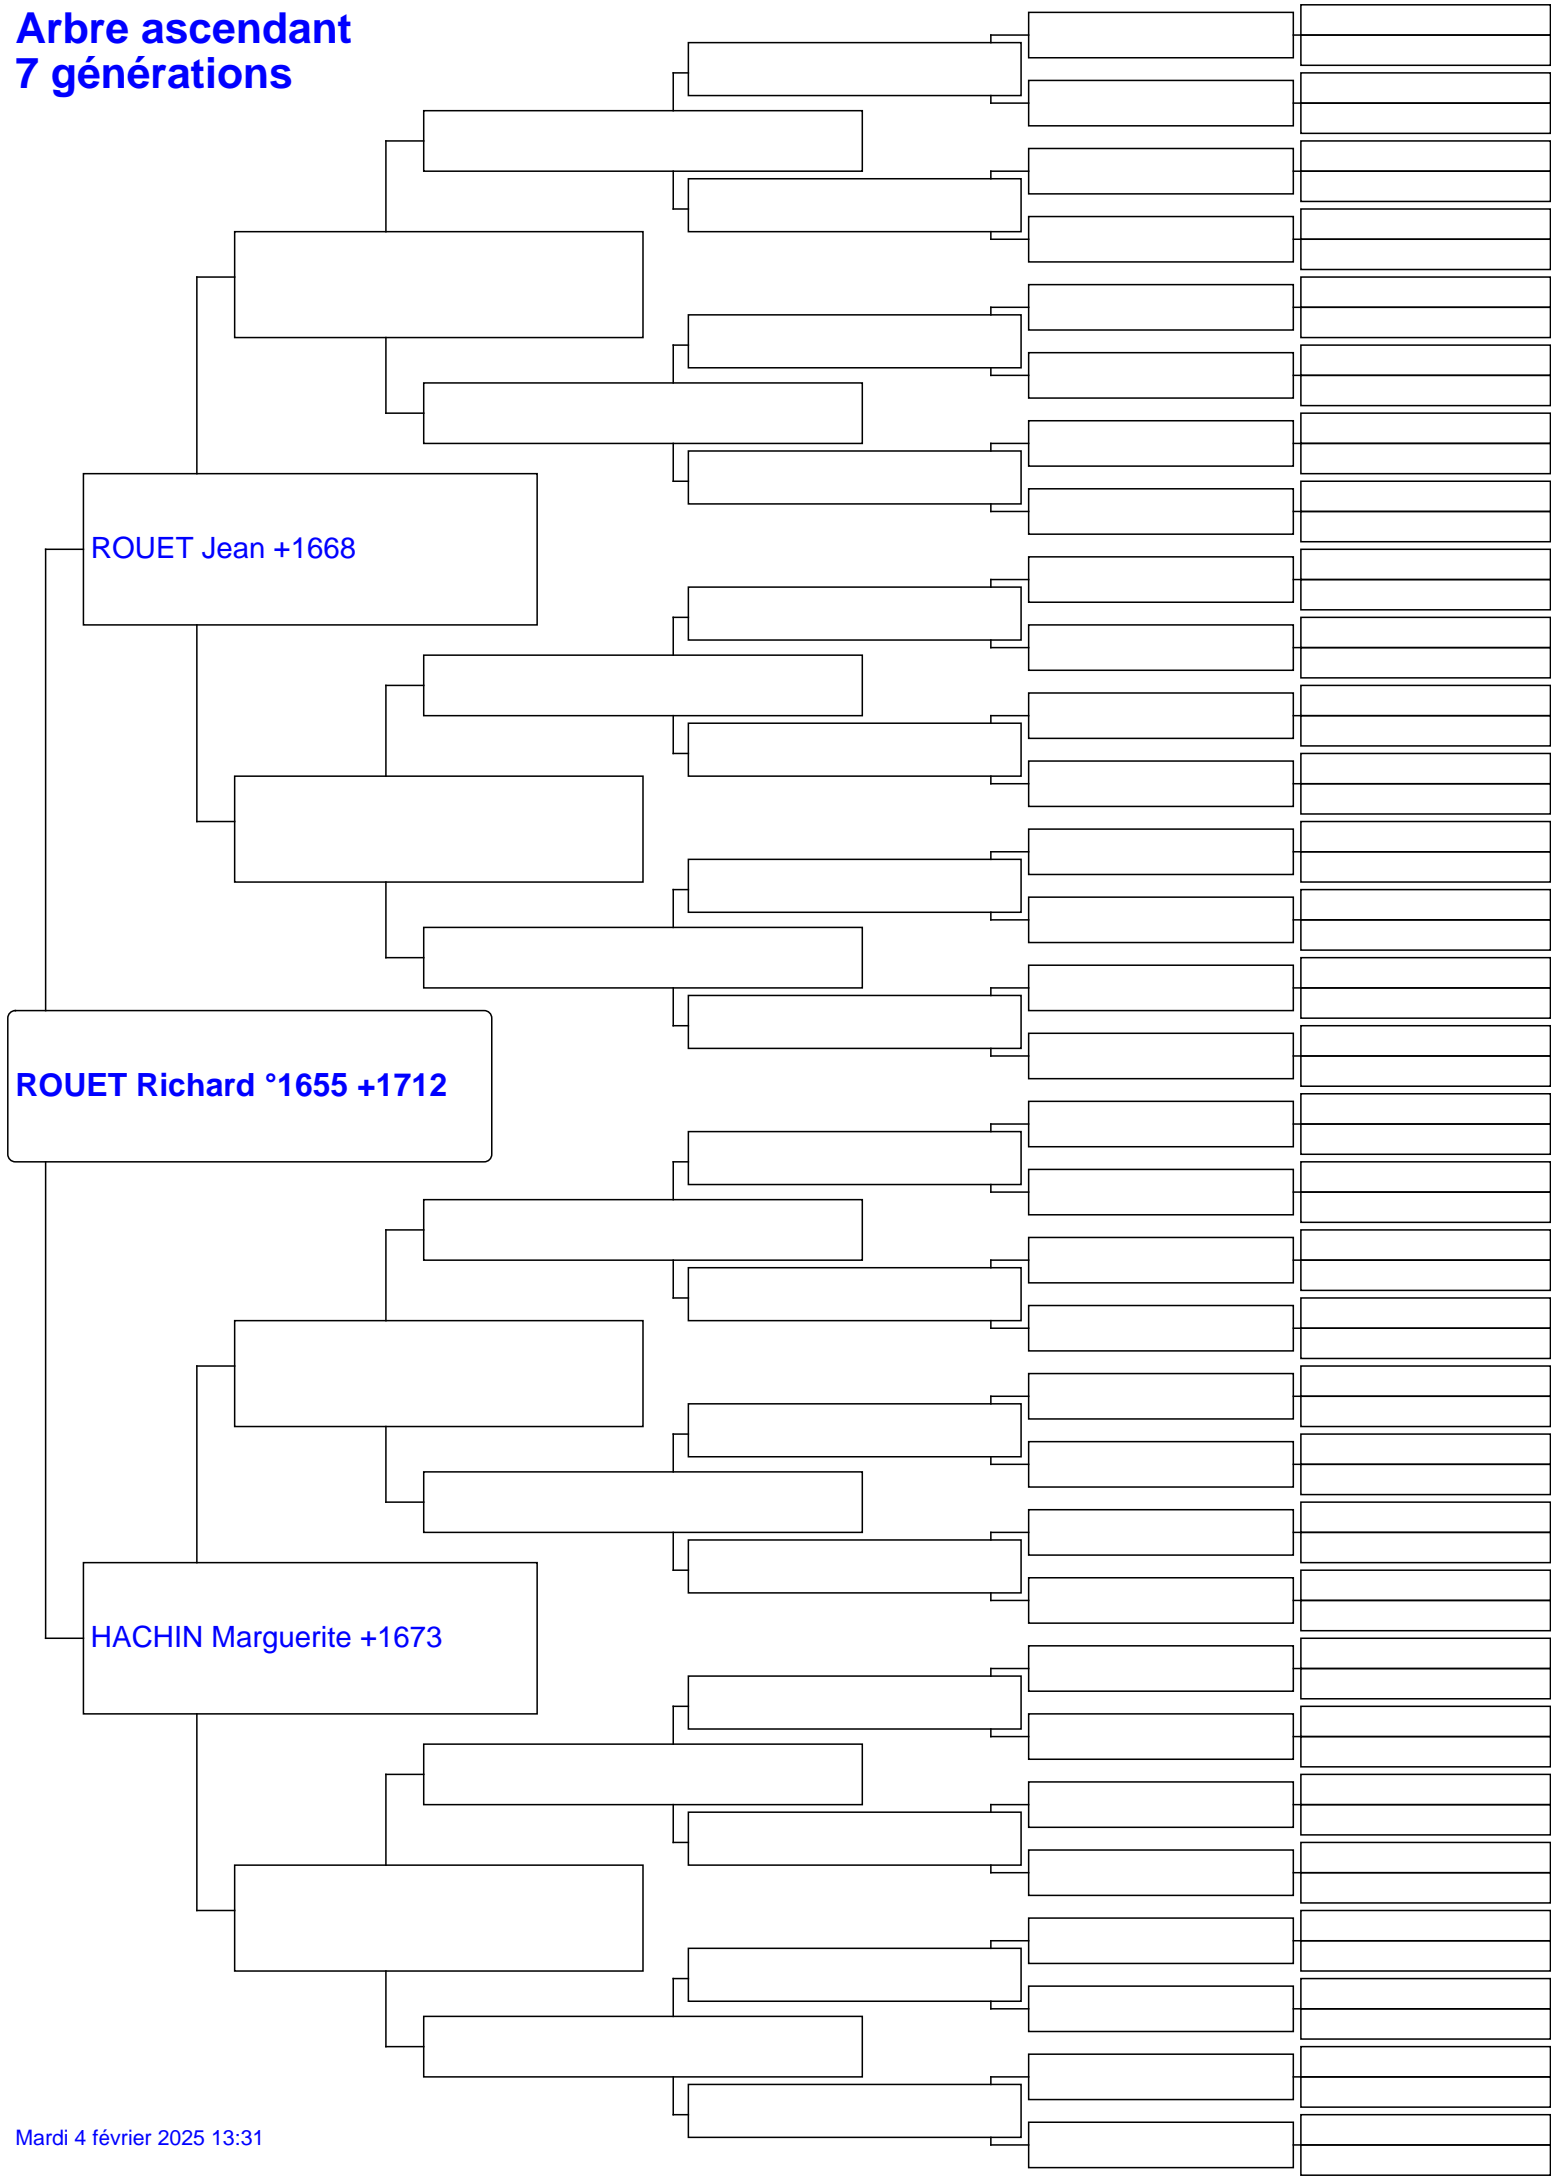 Arbre ascendant
7 générations
ROUET Jean +1668
ROUET Richard °1655 +1712
HACHIN Marguerite +1673
Mardi 4 février 2025 13:31